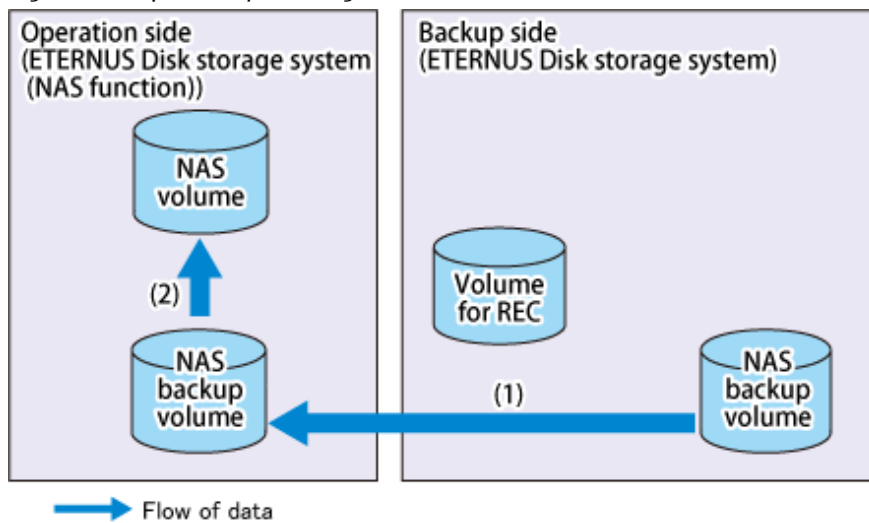 Operation side
(ETERNUS Disk storage system
(NAS function))
NAS
volume
(2)
NAS
backup
volume
Backup side
(ETERNUS Disk storage system)
Volume
for REC
(1)
NAS
backup
volume
Flow of data